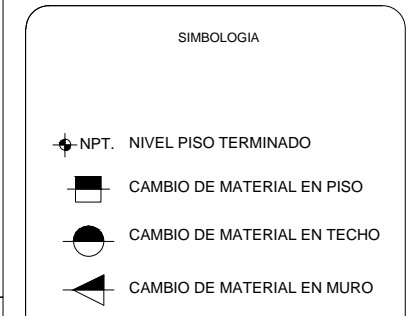 SIMBOLOGIA
NPT. NIVEL PISO TERMINADO
CAMBIO DE MATERIAL EN PISO
CAMBIO DE MATERIAL EN TECHO
CAMBIO DE MATERIAL EN MURO